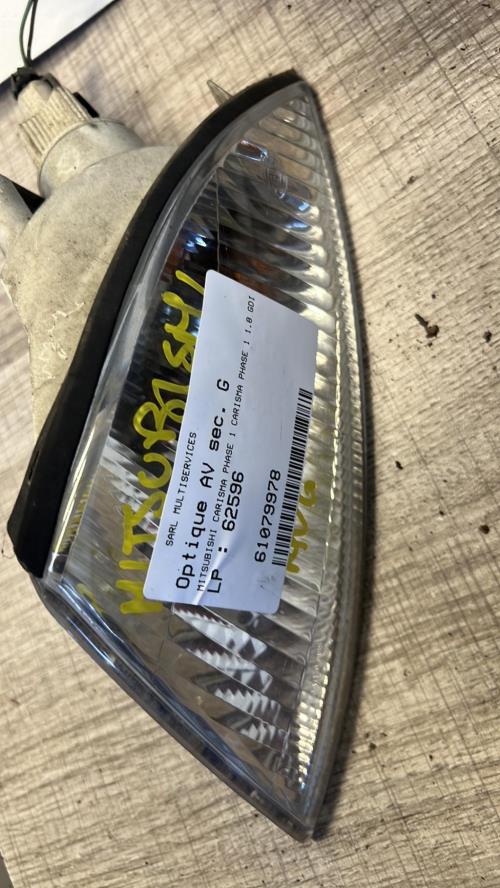 MITSUBISHI
SARL MULTISERVICES
Optique AV sec. G
MITSUBISHI CARISMA PHASE 1 CARISMA PHASE 1 1.8 GDI
LP : 62596
61079978
AVG